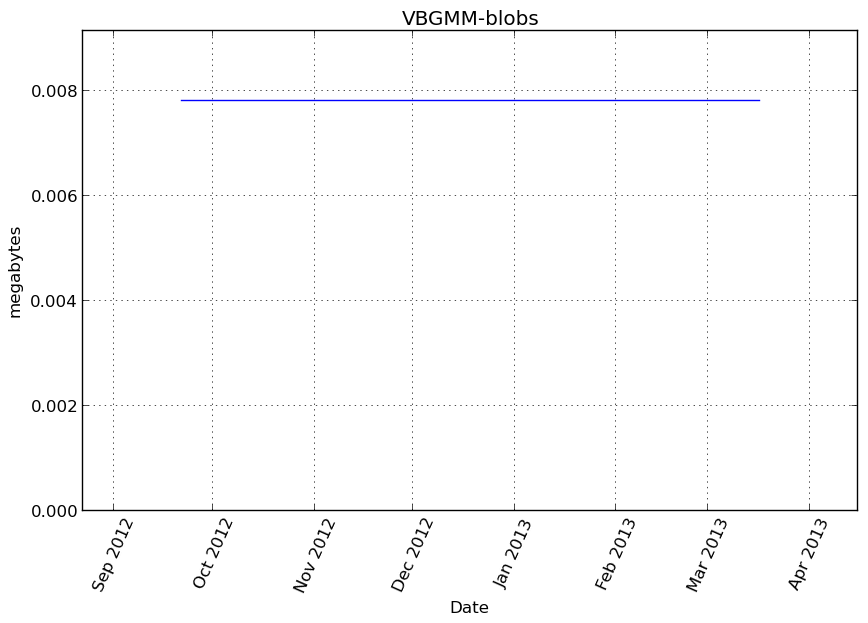 VBGMM-blobs
0.008
0.006
0.004
0.002
0.000
megabytes
Sep 2012
Oct 2012
Nov 2012
Dec 2012
Jan 2013
Feb 2013
Mar 2013
Apr 2013
Date